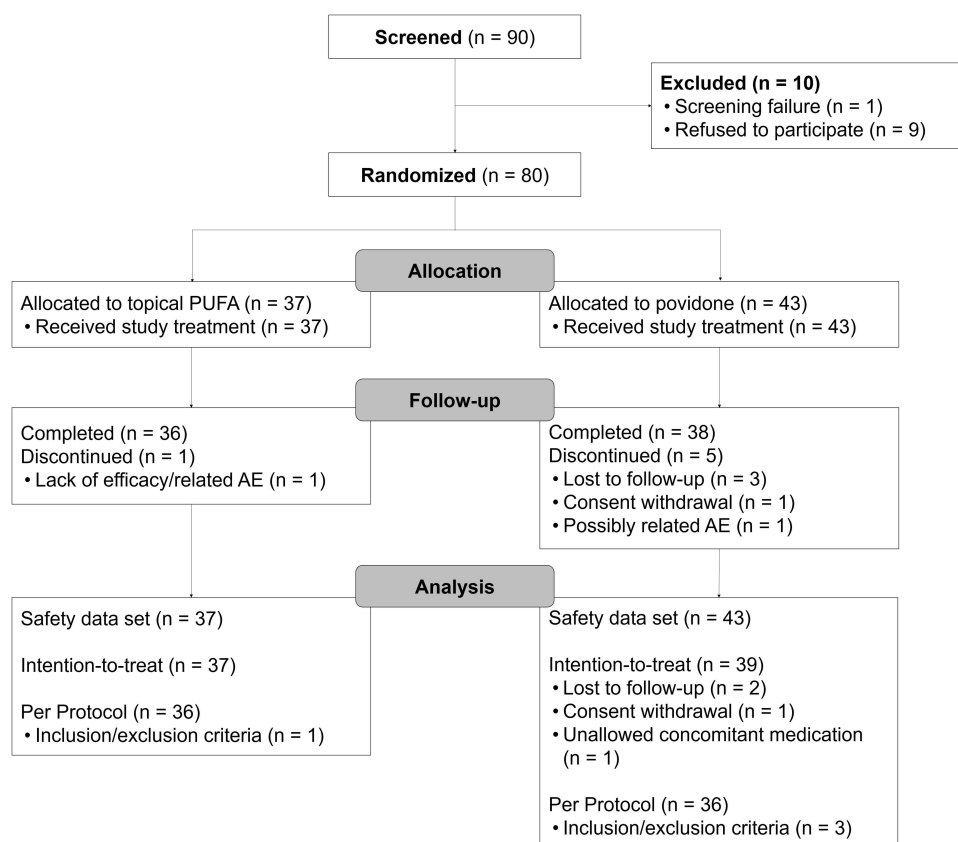 Screened (n = 90)
Excluded (n = 10)
• Screening failure (n = 1)
• Refused to participate (n = 9)
Randomized (n = 80)
Allocation
Allocated to topical PUFA (n = 37)
• Received study treatment (n = 37)
Allocated to povidone (n = 43)
• Received study treatment (n = 43)
Follow-up
Completed (n = 36)
Discontinued (n = 1)
• Lack of efficacy/related AE (n = 1)
Completed (n = 38)
Discontinued (n = 5)
• Lost to follow-up (n = 3)
• Consent withdrawal (n = 1)
• Possibly related AE (n = 1)
Analysis
Safety data set (n = 37)
Intention-to-treat (n = 37)
Per Protocol (n = 36)
• Inclusion/exclusion criteria (n = 1)
Safety data set (n = 43)
Intention-to-treat (n = 39)
• Lost to follow-up (n = 2)
• Consent withdrawal (n = 1)
• Unallowed concomitant medication
(n = 1)
Per Protocol (n = 36)
• Inclusion/exclusion criteria (n = 3)